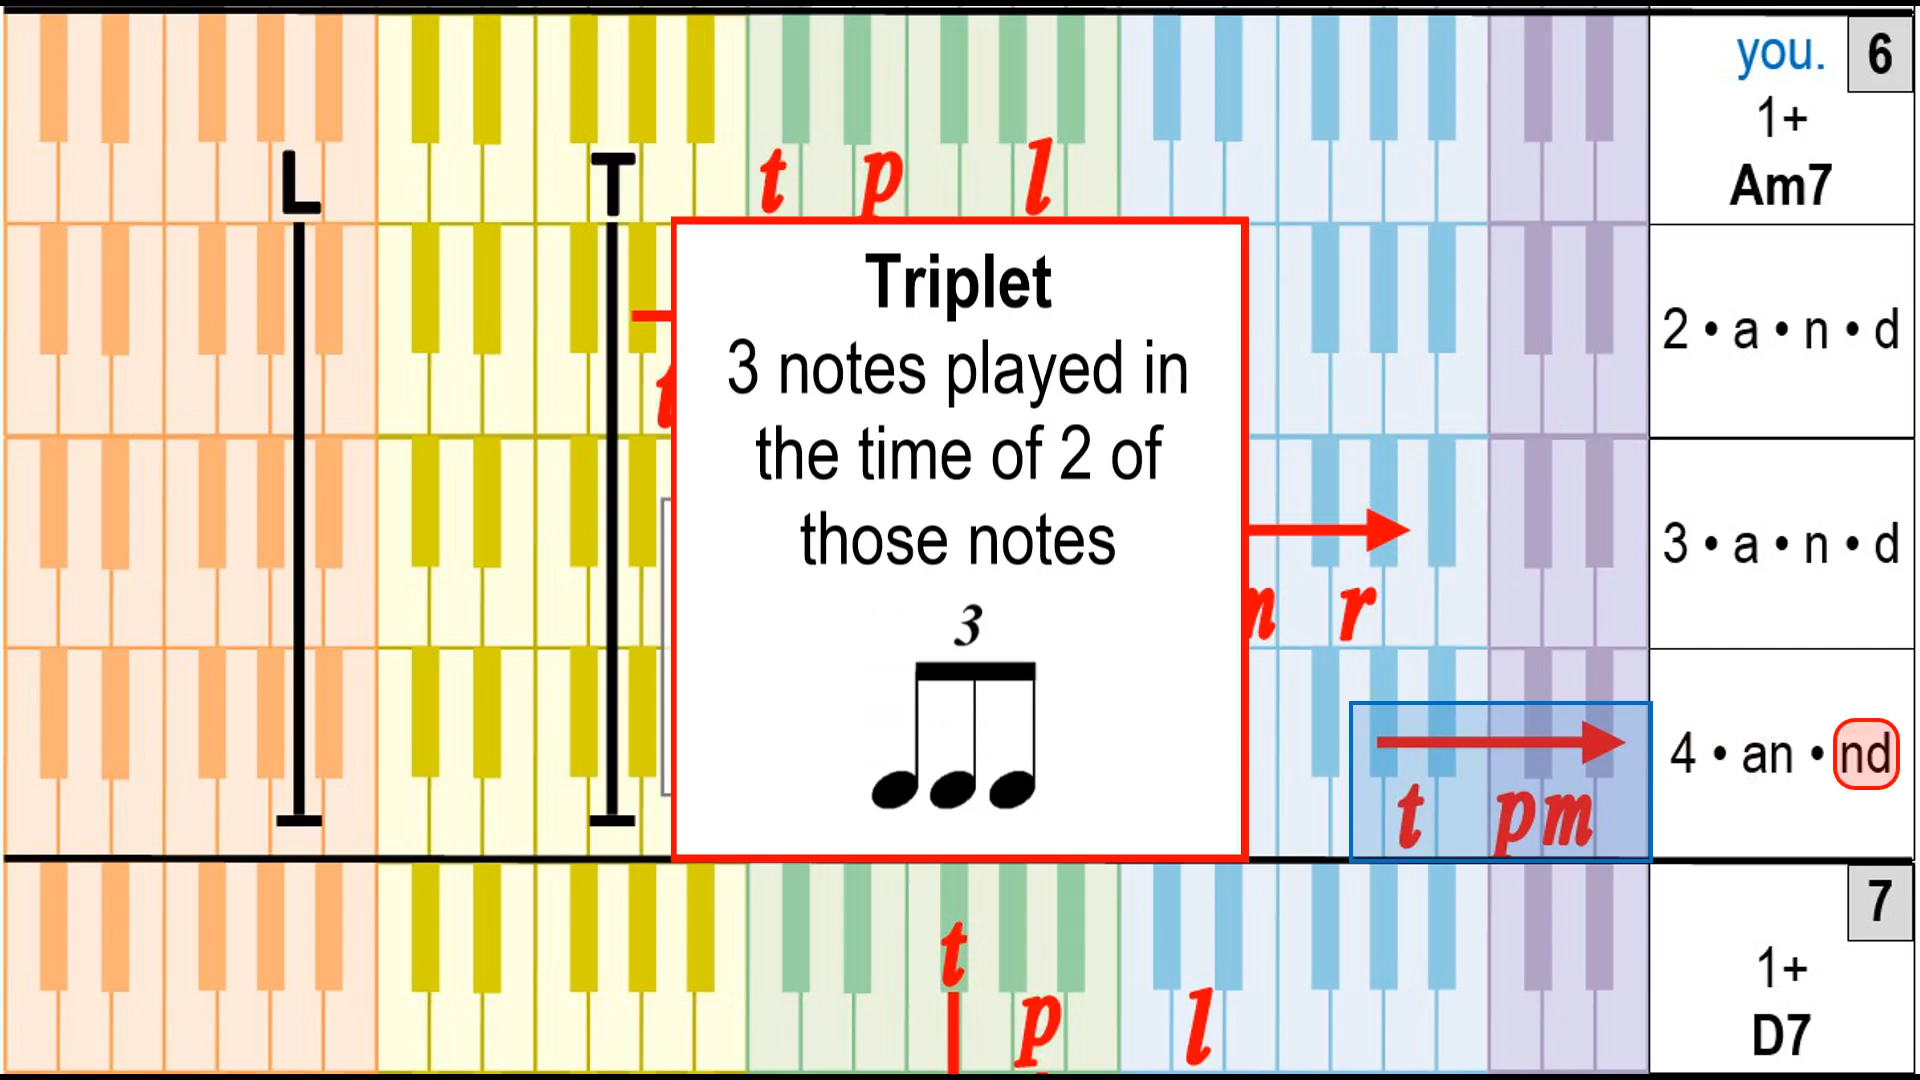 you. 6
1+
L T t p l Am7
Triplet
3 notes played in
the time of 2 of
those notes
3
2 • a • n • d
t
3 • a • n • d
r
4 • an • nd
t pm
7
t
1+
p l
D7